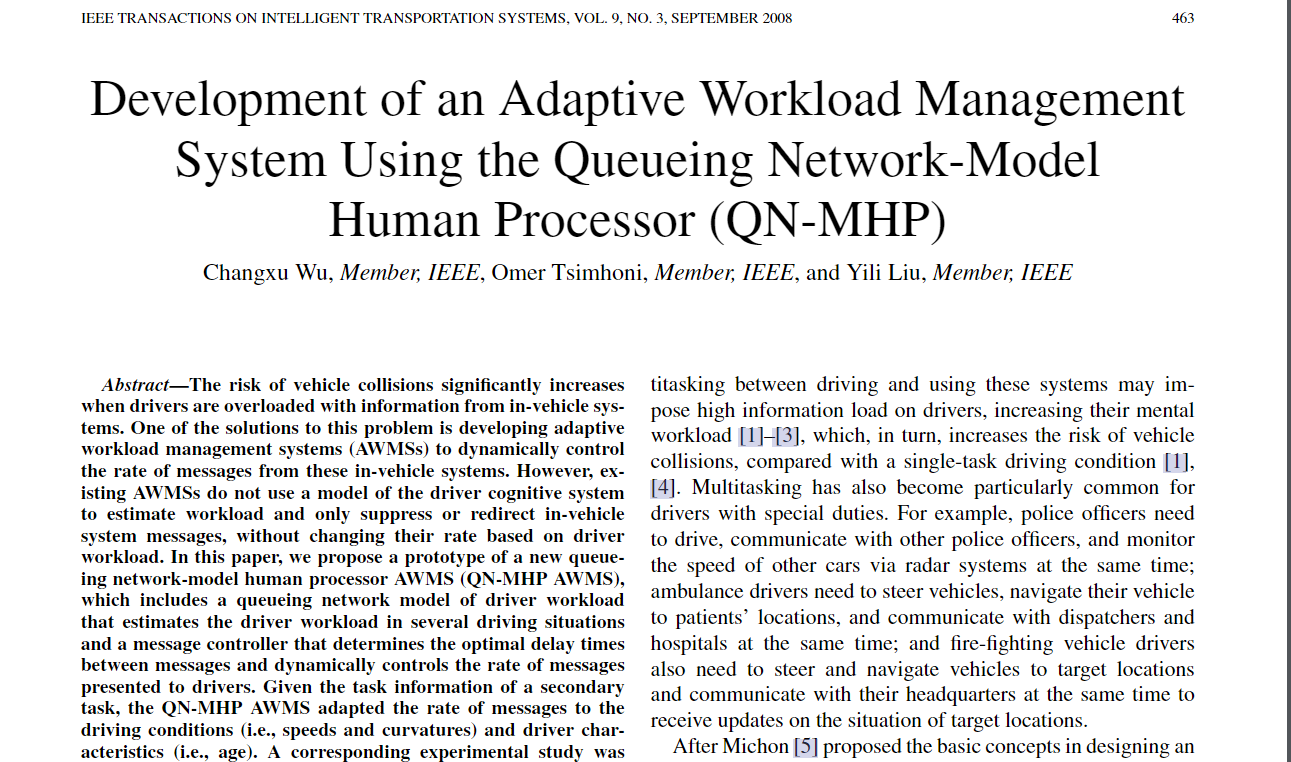 IEEE TRANSACTIONS ON INTELLIGENT TRANSPORTATION SYSTEMS, VOL. 9, NO. 3, SEPTEMBER 2008 463
Development of an Adaptive Workload Management
System Using the Queueing Network-Model
Human Processor (QN-MHP)
Changxu Wu, Member, IEEE, Omer Tsimhoni, Member, IEEE, and Yili Liu, Member, IEEE
Abstract—The risk of vehicle collisions significantly increases
when drivers are overloaded with information from in-vehicle sys-
tems. One of the solutions to this problem is developing adaptive
workload management systems (AWMSs) to dynamically control
the rate of messages from these in-vehicle systems. However, ex-
isting AWMSs do not use a model of the driver cognitive system
to estimate workload and only suppress or redirect in-vehicle
system messages, without changing their rate based on driver
workload. In this paper, we propose a prototype of a new queue-
ing network-model human processor AWMS (QN-MHP AWMS),
which includes a queueing network model of driver workload
that estimates the driver workload in several driving situations
and a message controller that determines the optimal delay times
between messages and dynamically controls the rate of messages
presented to drivers. Given the task information of a secondary
task, the QN-MHP AWMS adapted the rate of messages to the
driving conditions (i.e., speeds and curvatures) and driver char-
acteristics (i.e., age). A corresponding experimental study was
titasking between driving and using these systems may im-
pose high information load on drivers, increasing their mental
workload [1]–[3], which, in turn, increases the risk of vehicle
collisions, compared with a single-task driving condition [1],
[4]. Multitasking has also become particularly common for
drivers with special duties. For example, police officers need
to drive, communicate with other police officers, and monitor
the speed of other cars via radar systems at the same time;
ambulance drivers need to steer vehicles, navigate their vehicle
to patients' locations, and communicate with dispatchers and
hospitals at the same time; and fire-fighting vehicle drivers
also need to steer and navigate vehicles to target locations
and communicate with their headquarters at the same time to
receive updates on the situation of target locations.
After Michon [5] proposed the basic concepts in designing an